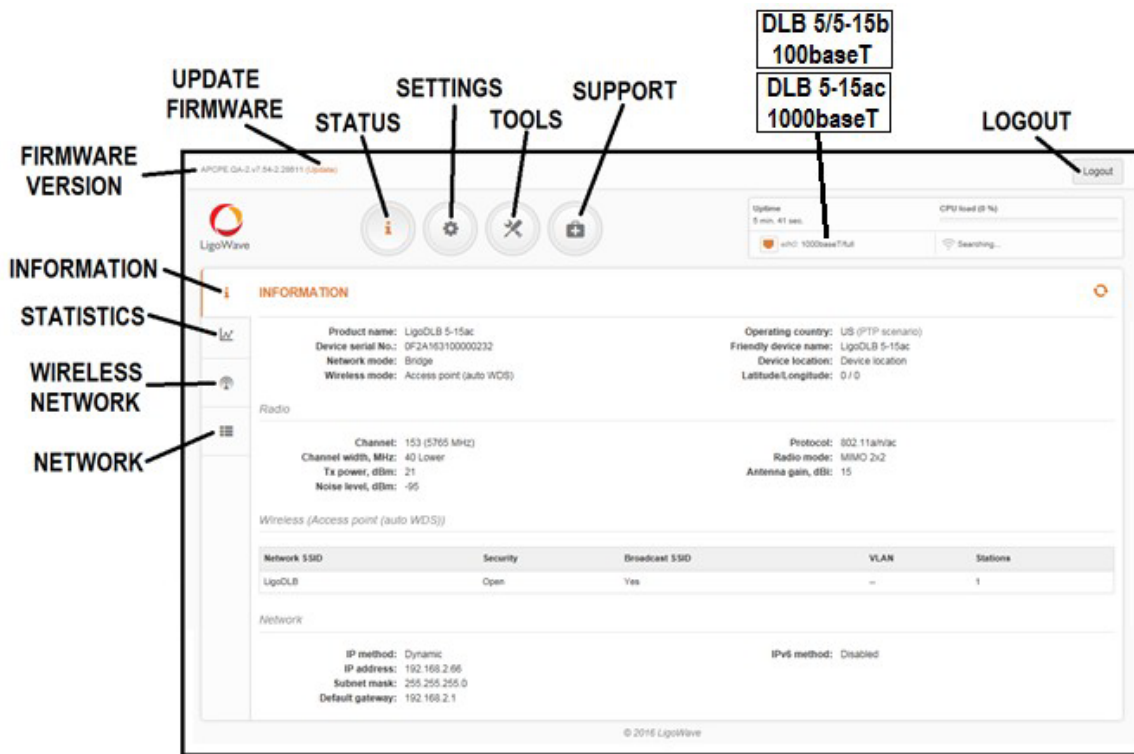 DLB 5/5-15b
100baseT
DLB 5-15ac
1000baseT
UPDATE
FIRMWARE
SETTINGS
SUPPORT
STATUS
TOOLS
LOGOUT
FIRMWARE
VERSION
APCPE.QA-2.v7.54-2.28611 (Update)
Logout
LigoWave
Uptime
5 min. 41 sec.
CPU load (0 %)
eth0: 1000baseT/full
Searching...
INFORMATION
STATISTICS
WIRELESS
NETWORK
NETWORK
INFORMATION
Product name: LigoDLB 5-15ac
Device serial No.: 0F2A163100000232
Network mode: Bridge
Wireless mode: Access point (auto WDS)
Operating country: US (PTP scenario)
Friendly device name: LigoDLB 5-15ac
Device location: Device location
Latitude/Longitude: 0 / 0
Radio
Channel: 153 (5765 MHz)
Channel width, MHz: 40 Lower
Tx power, dBm: 21
Noise level, dBm: -95
Protocol: 802.11a/n/ac
Radio mode: MIMO 2x2
Antenna gain, dBi: 15
Wireless (Access point (auto WDS))
Network SSID Security Broadcast SSID VLAN Stations
LigoDLB Open Yes -- 1
Network
IP method: Dynamic
IP address: 192.168.2.66
Subnet mask: 255.255.255.0
Default gateway: 192.168.2.1
IPv6 method: Disabled
© 2016 LigoWave